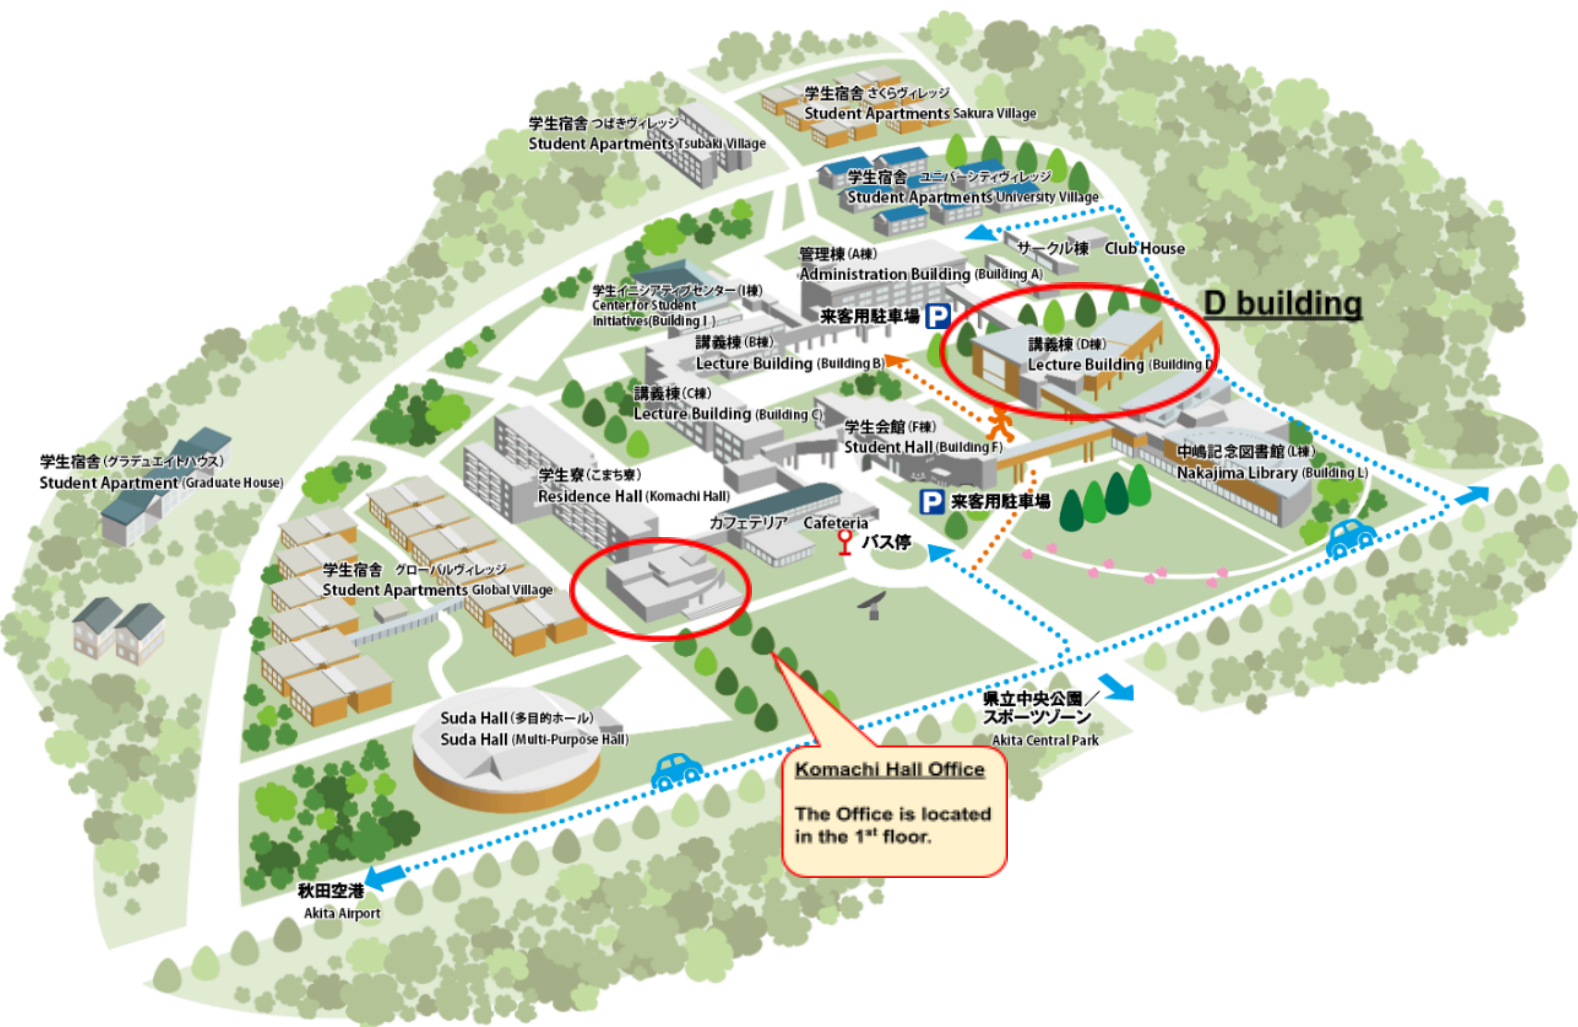 学生宿舎 さくらヴィレッジ
Student Apartments Sakura Village
学生宿舎 つばきヴィレッジ
Student Apartments Tsubaki Village
学生宿舎 ユニバーシティヴィレッジ
Student Apartments University Village
サークル棟 Club House
管理棟(A棟)
Administration Building (Building A)
学生イニシアティブセンター(I棟)
Center for Student
Initiatives(Building I )
来客用駐車場 P
D building
講義棟(B棟)
Lecture Building (Building B)
講義棟(D棟)
Lecture Building (Building D
講義棟(C棟)
Lecture Building (Building C)
学生会館(F棟)
Student Hall (Building F)
中嶋記念図書館(L棟)
Nakajima Library (Building L)
学生宿舎(グラデュエイトハウス)
Student Apartment (Graduate House)
学生寮(こまち寮)
Residence Hall (Komachi Hall)
P 来客用駐車場
カフェテリア Cafeteria
バス停
学生宿舎 グローバルヴィレッジ
Student Apartments Global Village
県立中央公園/
スポーツゾーン
Akita Central Park
Suda Hall (多目的ホール)
Suda Hall (Multi-Purpose Hall)
Komachi Hall Office
The Office is located
in the 1st floor.
秋田空港
Akita Airport